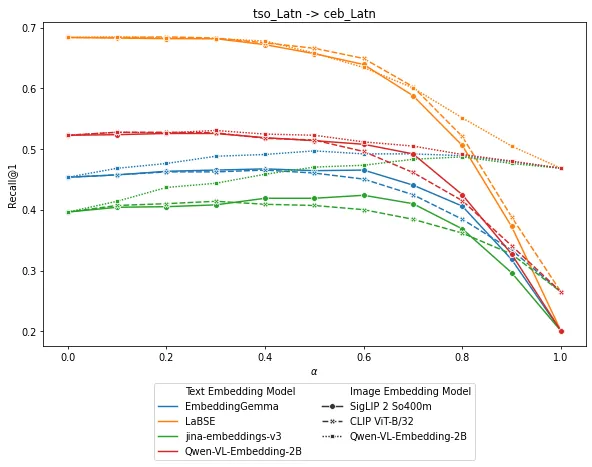 tso_Latn -> ceb_Latn
0.7
0.6
0.5
0.4
0.3
0.2
Recall@1
0.0 0.2 0.4 0.6 0.8 1.0
α
Text Embedding Model Image Embedding Model
EmbeddingGemma SigLIP 2 So400m
LaBSE CLIP ViT-B/32
jina-embeddings-v3 Qwen-VL-Embedding-2B
Qwen-VL-Embedding-2B